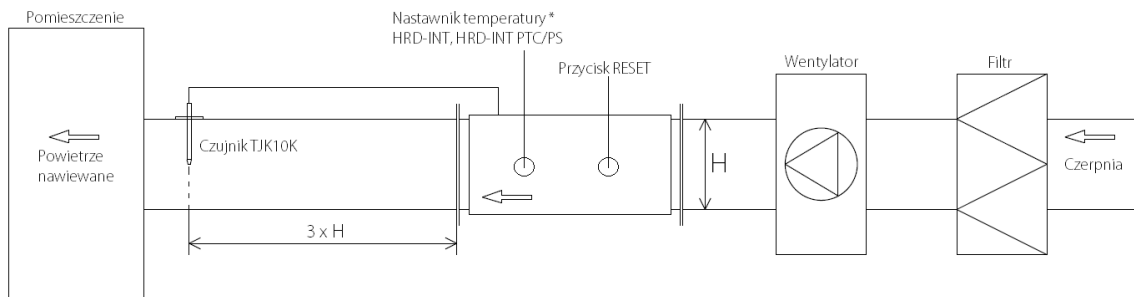 Pomieszczenie
Nastawnik temperatury *
HRD-INT, HRD-INT PTC/PS
Przycisk RESET
Wentylator
Filtr
Czujnik TJK10K
Powietrze
nawiewane
H
Czerpnia
3 x H